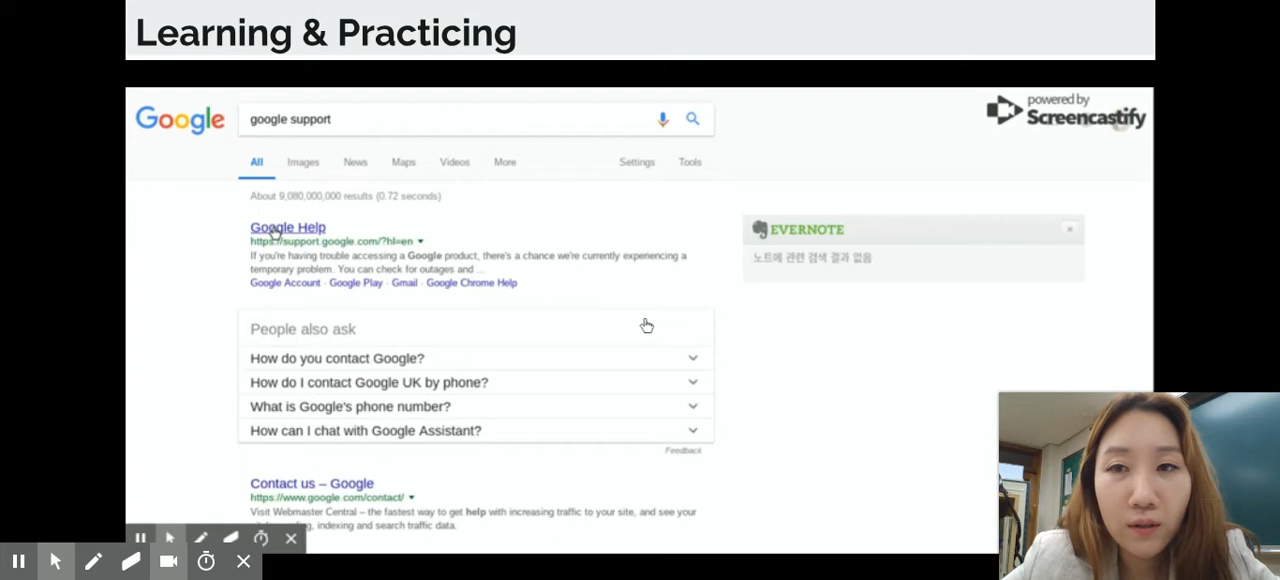 Learning & Practicing
Google
google support
powered by
Screencastify
All Images News Maps Videos More Settings Tools
About 9,080,000,000 results (0.72 seconds)
Google Help
https://support.google.com/?hl=en
If you're having trouble accessing a Google product, there's a chance we're currently experiencing a
temporary problem. You can check for outages and ...
Google Account · Google Play · Gmail · Google Chrome Help
EVERNOTE
노트에 관련 검색 결과 없음
People also ask
How do you contact Google?
How do I contact Google UK by phone?
What is Google's phone number?
How can I chat with Google Assistant?
Feedback
Contact us – Google
https://www.google.com/contact/
Visit Webmaster Central – the fastest way to get help with increasing traffic to your site, and see your
indexing and search traffic data.